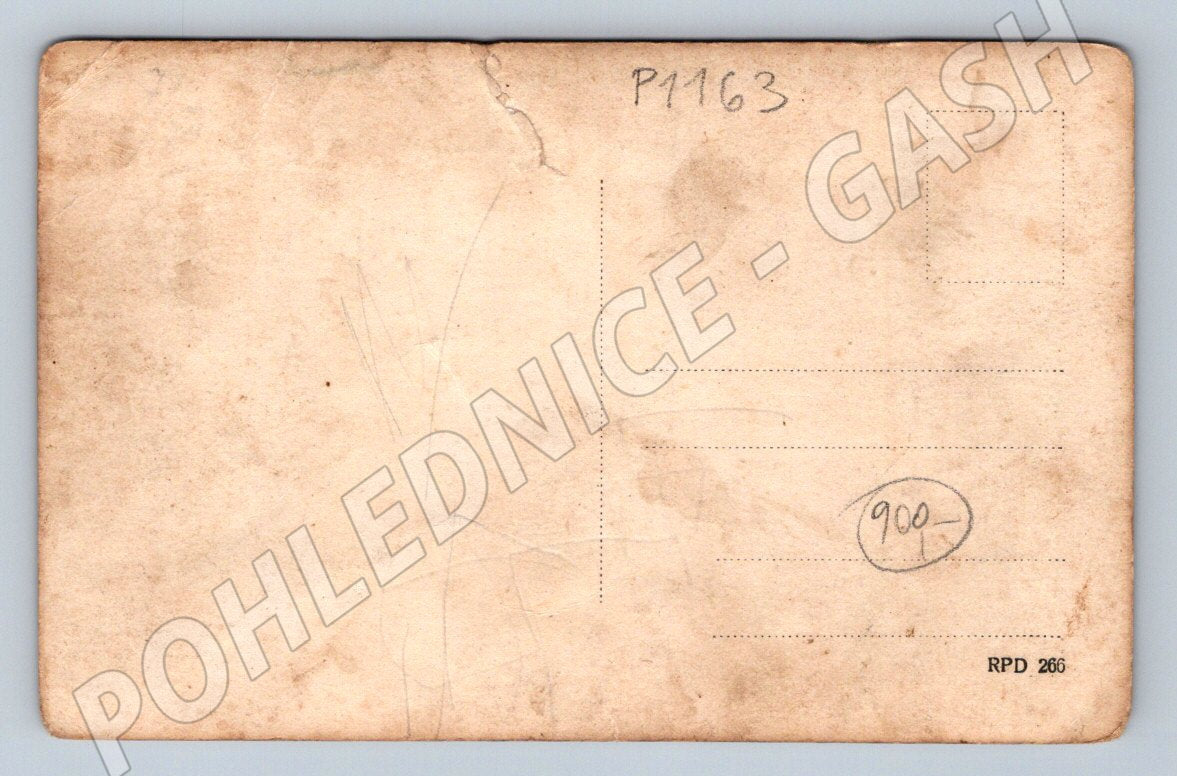 P1163
POHLEDNICE - GASH
900,-
RPD 266